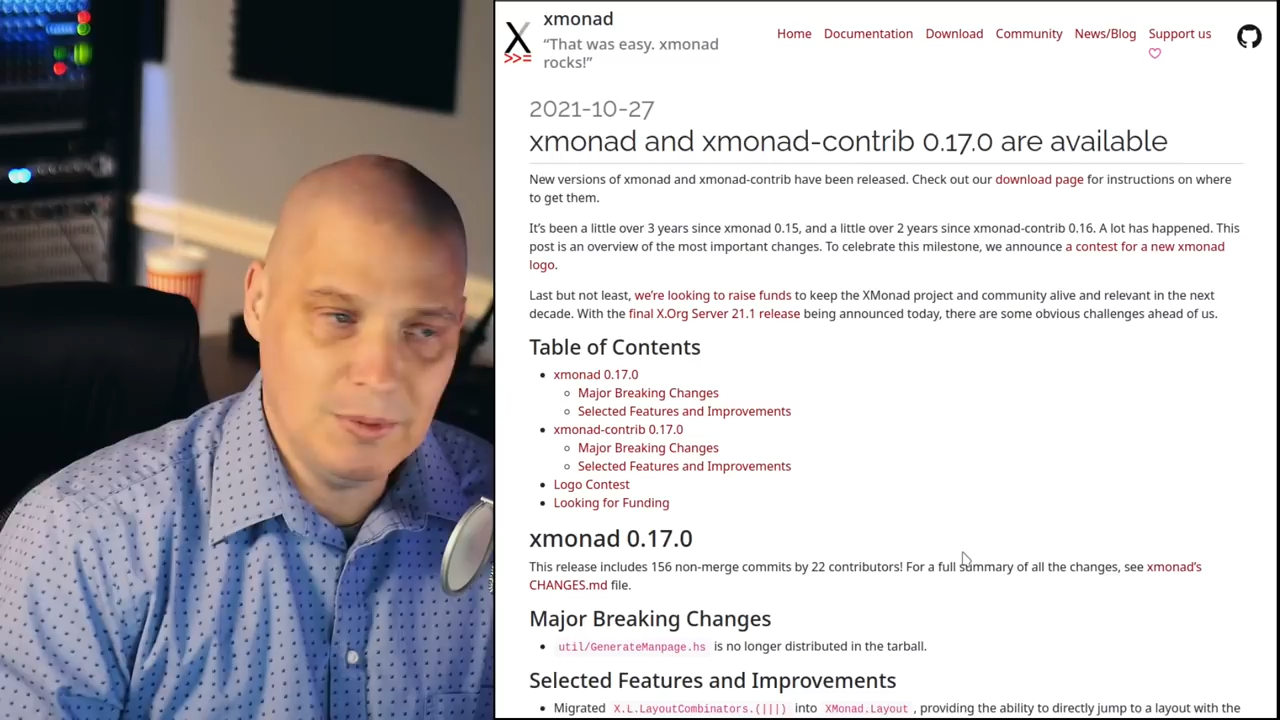 xmonad
“That was easy. xmonad
rocks!”
Home Documentation Download Community News/Blog Support us
X
>>=
2021-10-27
xmonad and xmonad-contrib 0.17.0 are available
New versions of xmonad and xmonad-contrib have been released. Check out our download page for instructions on where
to get them.
It’s been a little over 3 years since xmonad 0.15, and a little over 2 years since xmonad-contrib 0.16. A lot has happened. This
post is an overview of the most important changes. To celebrate this milestone, we announce a contest for a new xmonad
logo.
Last but not least, we’re looking to raise funds to keep the XMonad project and community alive and relevant in the next
decade. With the final X.Org Server 21.1 release being announced today, there are some obvious challenges ahead of us.
Table of Contents
• xmonad 0.17.0
◦ Major Breaking Changes
◦ Selected Features and Improvements
• xmonad-contrib 0.17.0
◦ Major Breaking Changes
◦ Selected Features and Improvements
• Logo Contest
• Looking for Funding
xmonad 0.17.0
This release includes 156 non-merge commits by 22 contributors! For a full summary of all the changes, see xmonad’s
CHANGES.md file.
Major Breaking Changes
• util/GenerateManpage.hs is no longer distributed in the tarball.
Selected Features and Improvements
• Migrated X.L.LayoutCombinators.(|||) into XMonad.Layout , providing the ability to directly jump to a layout with the